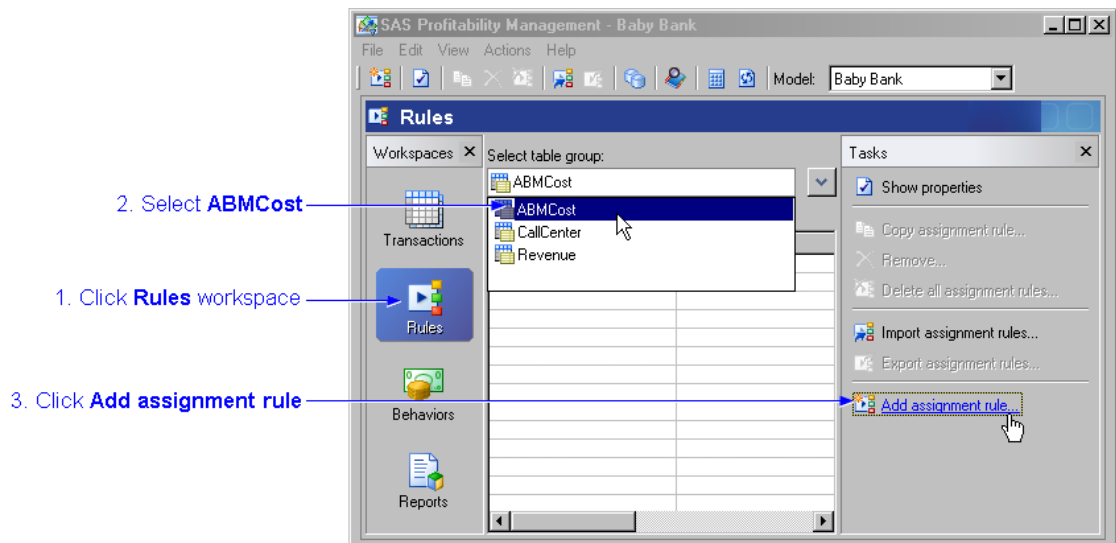 SAS Profitability Management - Baby Bank
File Edit View Actions Help
Model: Baby Bank
Rules
Workspaces
Select table group:
Tasks
ABMCost
Show properties
2. Select ABMCost
ABMCost
CallCenter
Revenue
Transactions
Copy assignment rule...
Remove...
Delete all assignment rules...
1. Click Rules workspace
Rules
Import assignment rules...
Export assignment rules...
3. Click Add assignment rule
Add assignment rule...
Behaviors
Reports